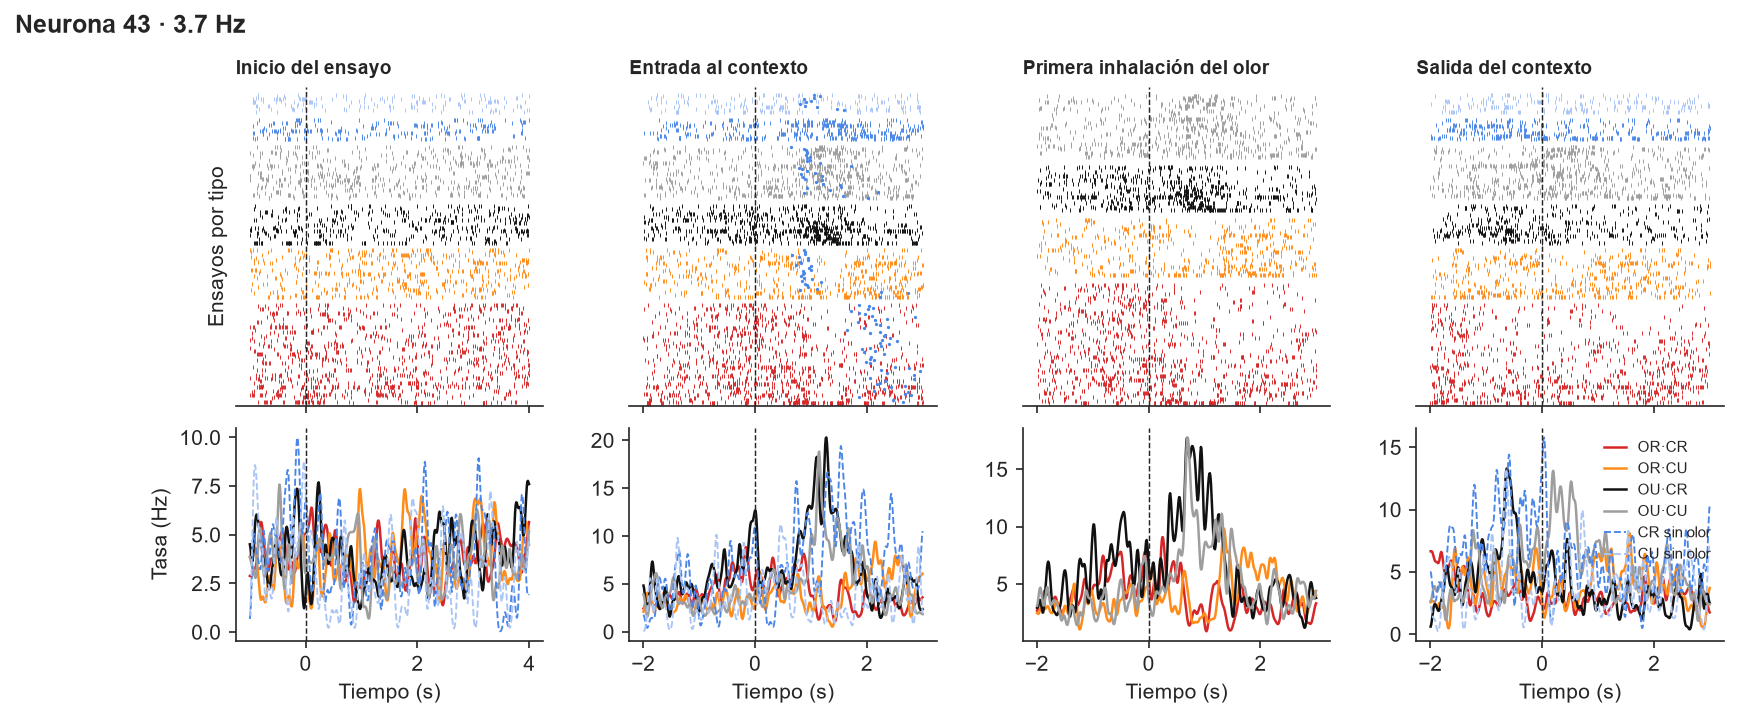 Neurona 43 · 3.7 Hz
Inicio del ensayo
Entrada al contexto
Primera inhalación del olor
Salida del contexto
Ensayos por tipo
Tasa (Hz)
10.0
7.5
5.0
2.5
0.0
0
2
4
Tiempo (s)
20
15
10
5
0
−2
0
2
Tiempo (s)
15
10
5
−2
0
2
Tiempo (s)
15
10
5
0
−2
0
2
Tiempo (s)
OR·CR
OR·CU
OU·CR
OU·CU
CR sin olor
CU sin olor